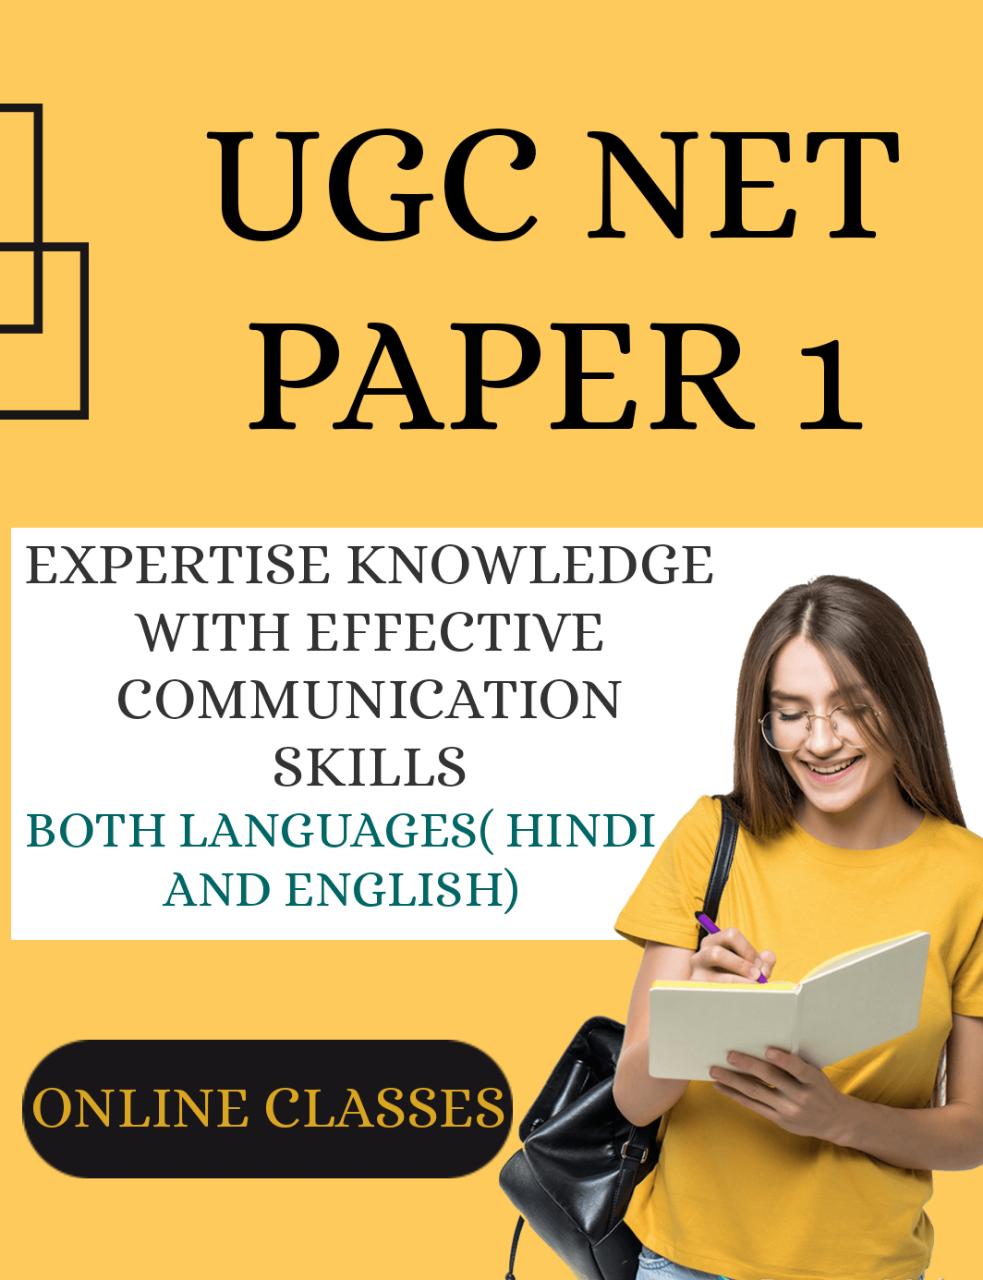 UGC NET
PAPER 1
EXPERTISE KNOWLEDGE
WITH EFFECTIVE
COMMUNICATION
SKILLS
BOTH LANGUAGES( HINDI
AND ENGLISH)
ONLINE CLASSES